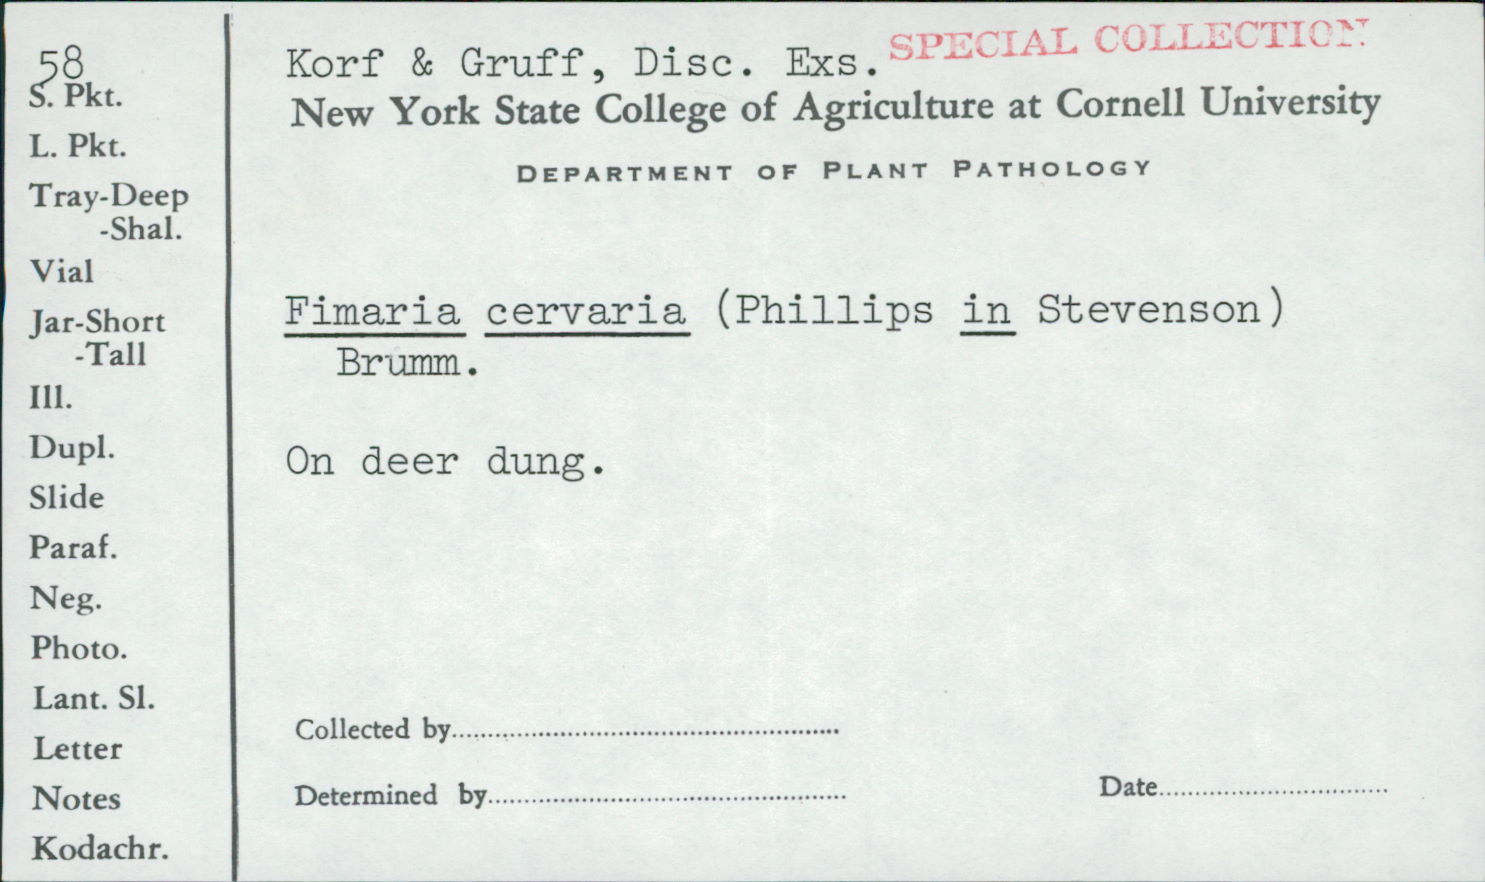 58
S. Pkt.
L. Pkt.
Tray-Deep
-Shal.
Vial
Jar-Short
-Tall
Ill.
Dupl.
Slide
Paraf.
Neg.
Photo.
Lant. Sl.
Letter
Notes
Kodachr.
Korf & Gruff, Disc. Exs. SPECIAL COLLECTION
New York State College of Agriculture at Cornell University
DEPARTMENT OF PLANT PATHOLOGY
Fimaria cervaria (Phillips in Stevenson)
Brumm.
On deer dung.
Collected by
Determined by
Date